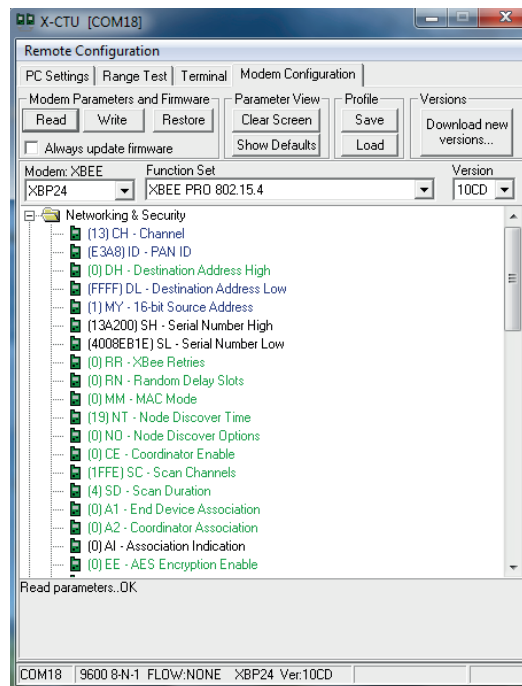 X-CTU [COM18]
Remote Configuration
PC Settings Range Test Terminal Modem Configuration
Modem Parameters and Firmware Parameter View Profile Versions
Read Write Restore Clear Screen Save Download new versions...
Always update firmware Show Defaults Load
Modem: XBEE Function Set Version
XBP24 XBEE PRO 802.15.4 10CD
Networking & Security
(13) CH - Channel
(E3A8) ID - PAN ID
(0) DH - Destination Address High
(FFFF) DL - Destination Address Low
(1) MY - 16-bit Source Address
(13A200) SH - Serial Number High
(4008EB1E) SL - Serial Number Low
(0) RR - XBee Retries
(0) RN - Random Delay Slots
(0) MM - MAC Mode
(19) NT - Node Discover Time
(0) NO - Node Discover Options
(0) CE - Coordinator Enable
(1FFE) SC - Scan Channels
(4) SD - Scan Duration
(0) A1 - End Device Association
(0) A2 - Coordinator Association
(0) AI - Association Indication
(0) EE - AES Encryption Enable
Read parameters..OK
COM18 9600 8-N-1 FLOW:NONE XBP24 Ver:10CD